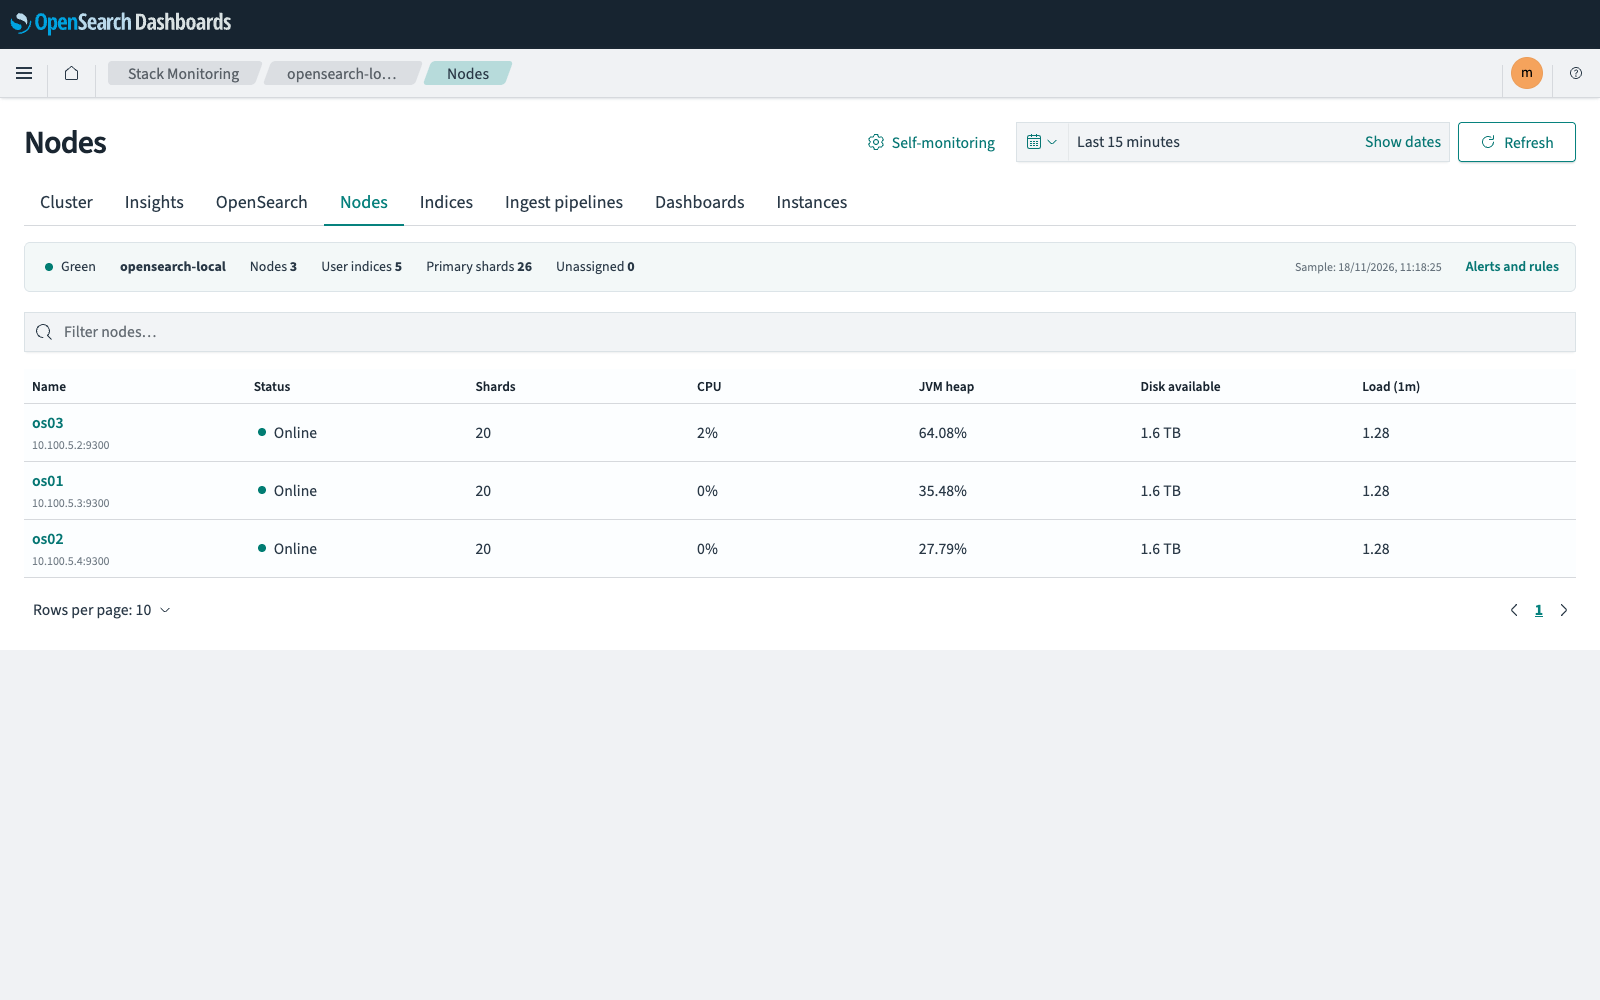 OpenSearch Dashboards
Stack Monitoring
opensearch-lo…
Nodes
m
Nodes
Self-monitoring
Last 15 minutes
Show dates
Refresh
Cluster
Insights
OpenSearch
Nodes
Indices
Ingest pipelines
Dashboards
Instances
Green
opensearch-local
Nodes 3
User indices 5
Primary shards 26
Unassigned 0
Sample: 18/11/2026, 11:18:25
Alerts and rules
Filter nodes…
Name Status Shards CPU JVM heap Disk available Load (1m)
os03 Online 20 2% 64.08% 1.6 TB 1.28
10.100.5.2:9300
os01 Online 20 0% 35.48% 1.6 TB 1.28
10.100.5.3:9300
os02 Online 20 0% 27.79% 1.6 TB 1.28
10.100.5.4:9300
Rows per page: 10
1